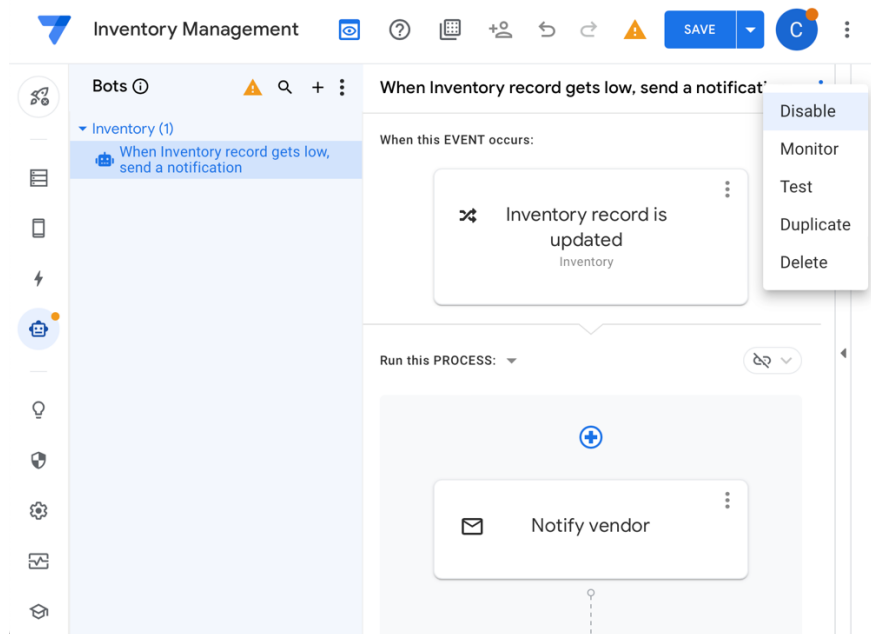 Inventory Management
SAVE
C
Bots
When Inventory record gets low, send a notificati
Disable
Monitor
Test
Duplicate
Delete
Inventory (1)
When Inventory record gets low,
send a notification
When this EVENT occurs:
Inventory record is
updated
Inventory
Run this PROCESS:
Notify vendor